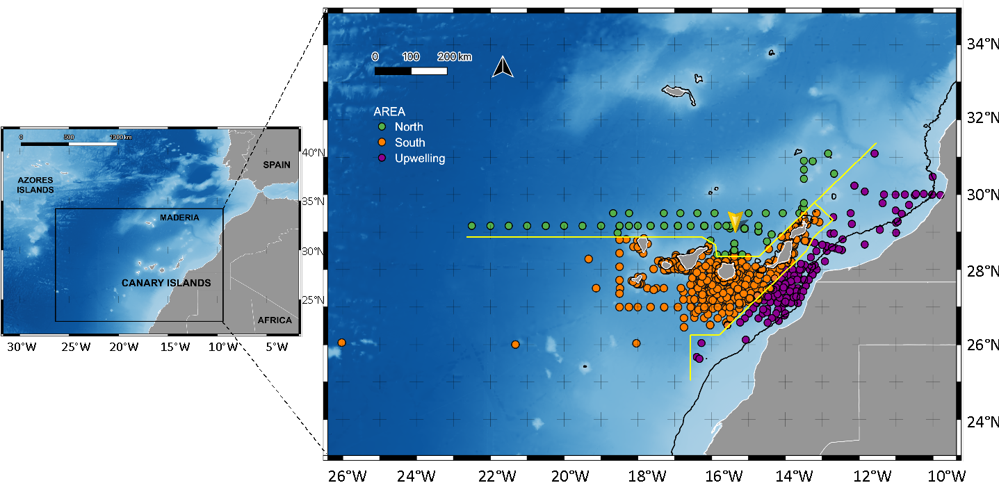 0 500 1000 km
40°N
SPAIN
AZORES
ISLANDS
35°N
MADERIA
30°N
CANARY ISLANDS
25°N
AFRICA
30°W 25°W 20°W 15°W 10°W 5°W
0 100 200 km
AREA
North
South
Upwelling
34°N
32°N
30°N
28°N
26°N
24°N
26°W 24°W 22°W 20°W 18°W 16°W 14°W 12°W 10°W